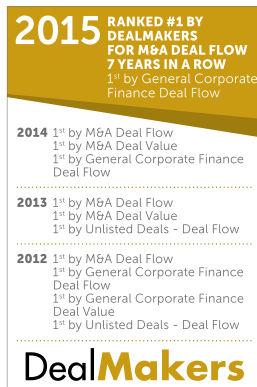 2015 RANKED #1 BY
DEALMAKERS
FOR M&A DEAL FLOW
7 YEARS IN A ROW
1st by General Corporate
Finance Deal Flow
2014 1st by M&A Deal Flow
1st by M&A Deal Value
1st by General Corporate Finance
Deal Flow
2013 1st by M&A Deal Flow
1st by M&A Deal Value
1st by Unlisted Deals - Deal Flow
2012 1st by M&A Deal Flow
1st by General Corporate Finance
Deal Flow
1st by General Corporate Finance
Deal Value
1st by Unlisted Deals - Deal Flow
DealMakers